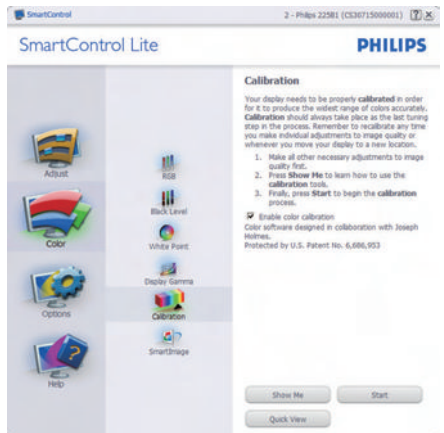 SmartControl
2 - Philips 225B1 (CS30715000001)
SmartControl Lite
PHILIPS
Adjust
Color
Options
Help
RGB
Black Level
White Point
Display Gamma
Calibration
SmartImage
Calibration
Your display needs to be properly calibrated in order
for it to produce the widest range of colors accurately.
Calibration should always take place as the last tuning
step in the process. Remember to recalibrate any time
you make individual adjustments to image quality or
whenever you move your display to a new location.
1. Make all other necessary adjustments to image
quality first.
2. Press Show Me to learn how to use the
calibration tools.
3. Finally, press Start to begin the calibration
process.
Enable color calibration
Color software designed in collaboration with Joseph
Holmes.
Protected by U.S. Patent No. 6,686,953
Show Me
Start
Quick View